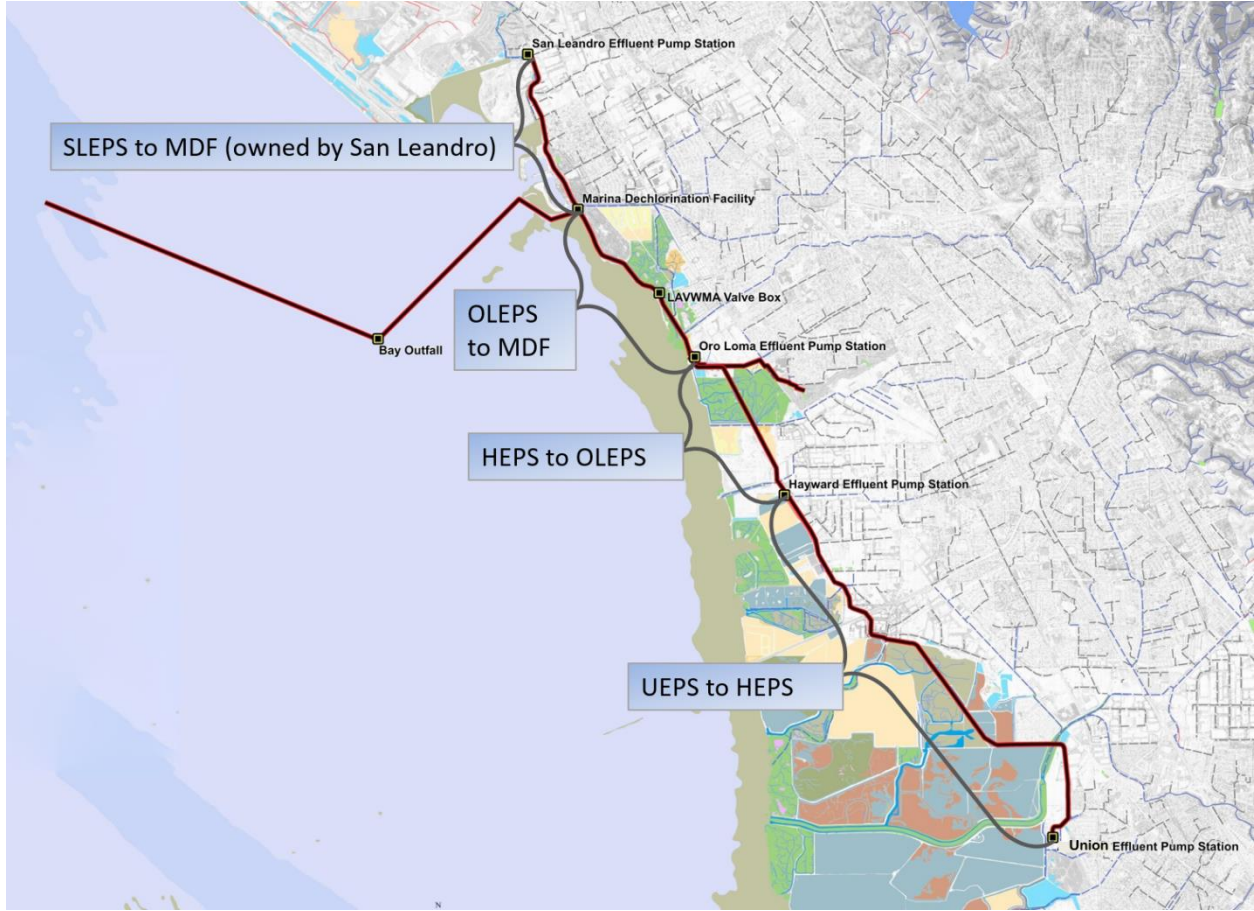 San Leandro Effluent Pump Station
SLEPS to MDF (owned by San Leandro)
Marina Dechlorination Facility
OLEPS
to MDF
LAVWMA Valve Box
Bay Outfall
Oro Loma Effluent Pump Station
HEPS to OLEPS
Hayward Effluent Pump Station
UEPS to HEPS
Union Effluent Pump Station
N